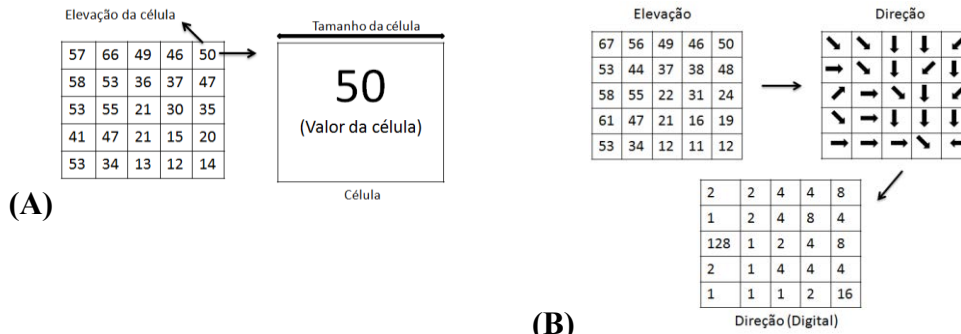 Elevação da célula
57 66 49 46 50
58 53 36 37 47
53 55 21 30 35
41 47 21 15 20
53 34 13 12 14
Tamanho da célula
50
(Valor da célula)
Célula
(A)
Elevação
67 56 49 46 50
53 44 37 38 48
58 55 22 31 24
61 47 21 16 19
53 34 12 11 12
Direção
2 2 4 4 8
1 2 4 8 4
128 1 2 4 8
2 1 4 4 4
1 1 1 2 16
Direção (Digital)
(B)